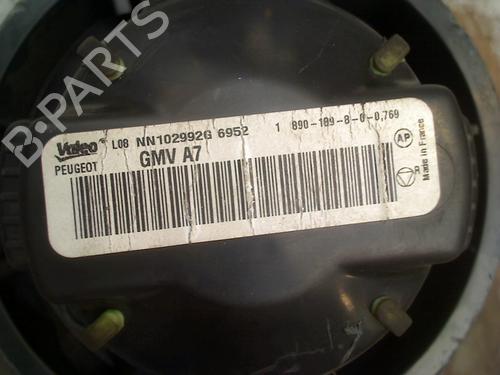 B-PARTS
Valeo L08 NN102992G 6952 1 890-189-8-0-0,769
PEUGEOT GMV A7
AP
R
Made in France